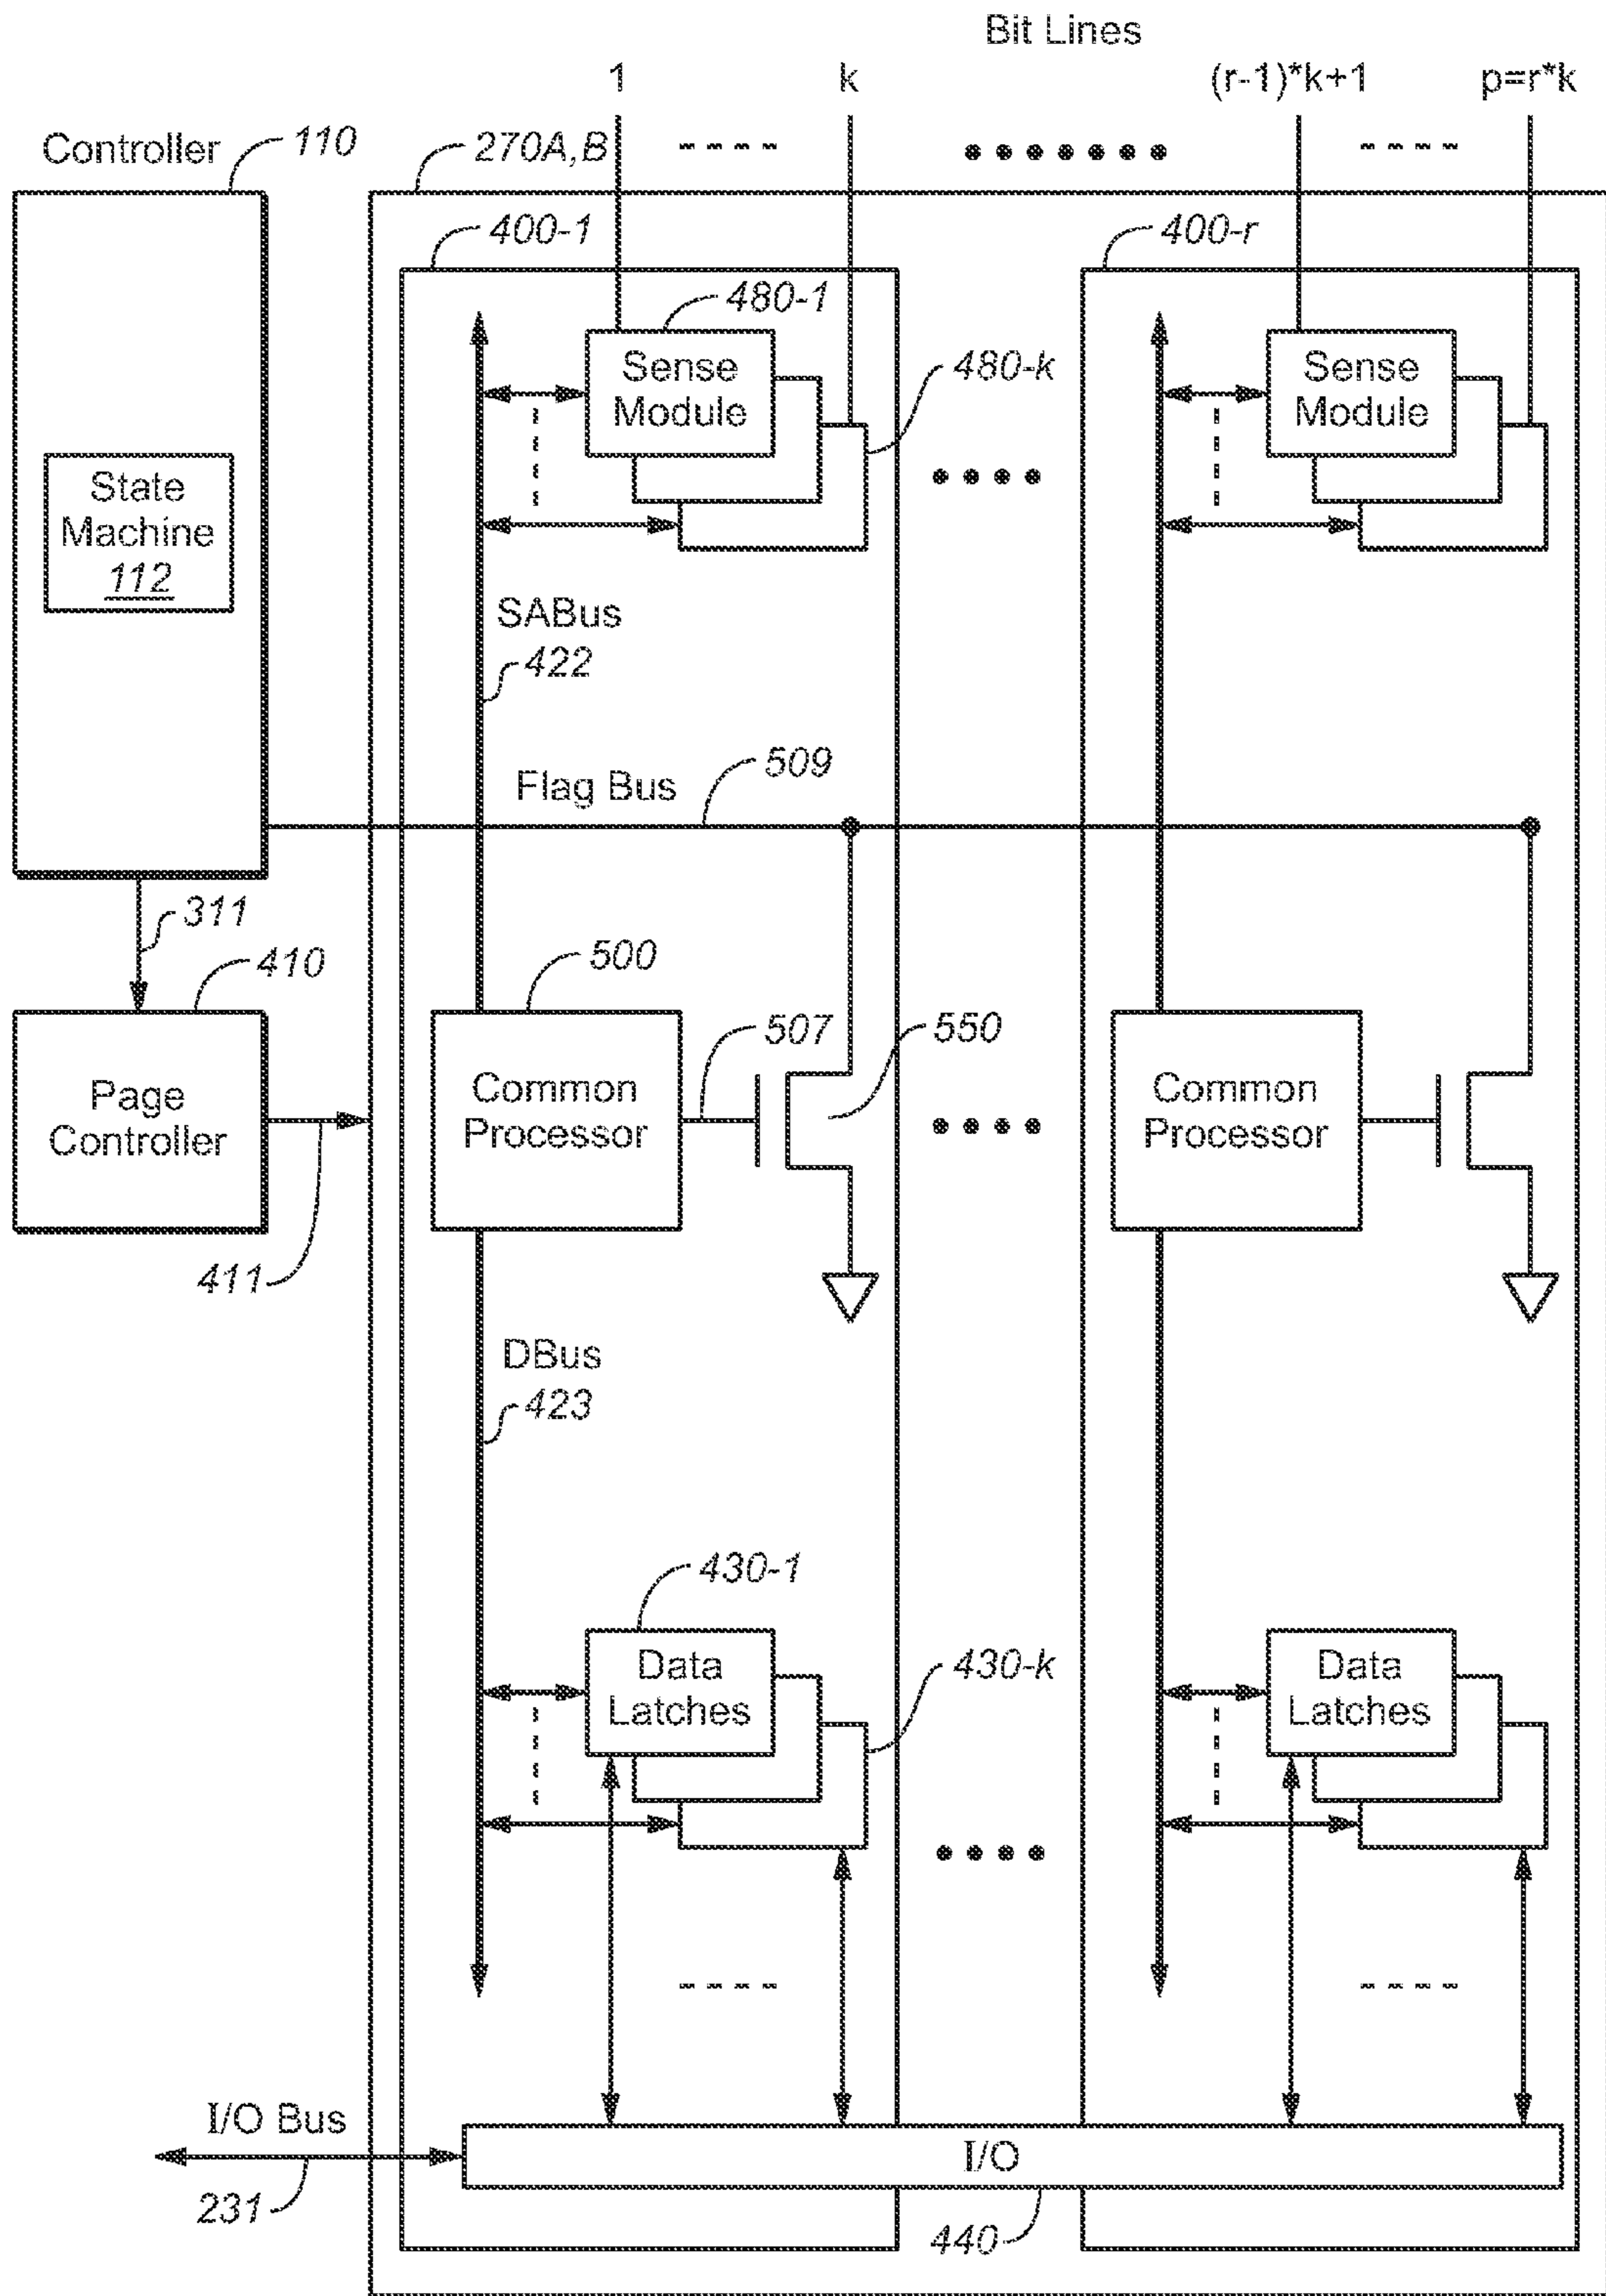 Bit Lines
1
k
(r-1)*k+1
p=r*k
Controller
110
270A,B
400-1
400-r
480-1
Sense
Module
480-k
Sense
Module
State
Machine
112
SABus
422
Flag Bus
509
311
410
500
507
550
Page
Controller
Common
Processor
Common
Processor
411
DBus
423
430-1
Data
Latches
430-k
Data
Latches
I/O Bus
231
I/O
440